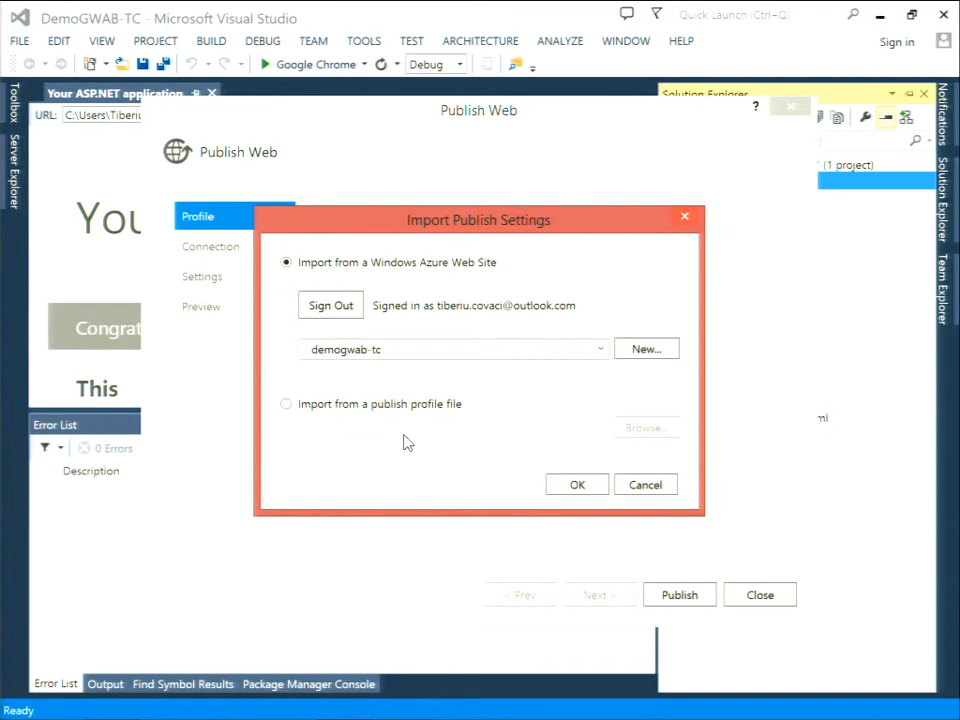 DemoGWAB-TC - Microsoft Visual Studio
Quick Launch (Ctrl+Q)
FILE EDIT VIEW PROJECT BUILD DEBUG TEAM TOOLS TEST ARCHITECTURE ANALYZE WINDOW HELP
Sign in
Google Chrome
Debug
Toolbox
Server Explorer
Your ASP.NET application
URL: C:\Users\Tiberiu
You
Congrat
This
Solution Explorer
(1 project)
ml
Notifications
Solution Explorer
Team Explorer
Publish Web
?
Publish Web
Profile
Connection
Settings
Preview
Import Publish Settings
Import from a Windows Azure Web Site
Sign Out
Signed in as tiberiu.covaci@outlook.com
demogwab-tc
New...
Import from a publish profile file
Browse...
OK
Cancel
< Prev
Next >
Publish
Close
Error List
0 Errors
Description
Error List Output Find Symbol Results Package Manager Console
Ready